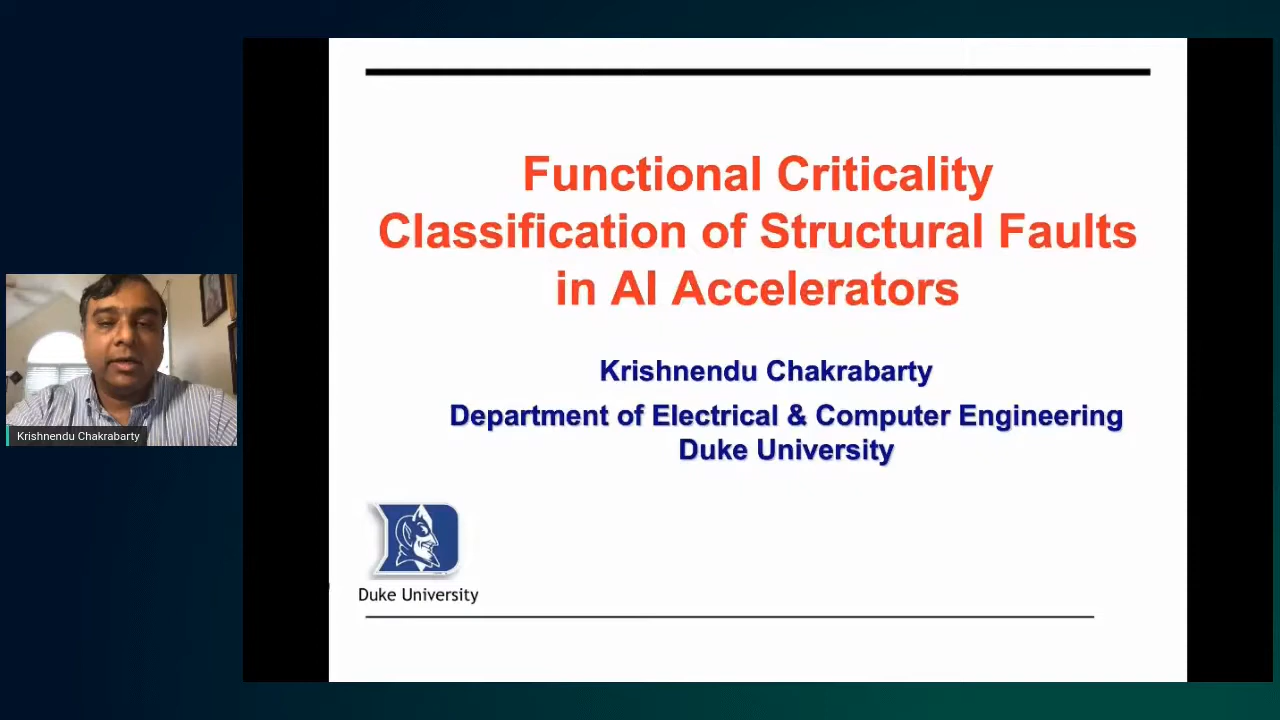 Functional Criticality
Classification of Structural Faults
in AI Accelerators
Krishnendu Chakrabarty
Department of Electrical & Computer Engineering
Duke University
Duke University
Krishnendu Chakrabarty